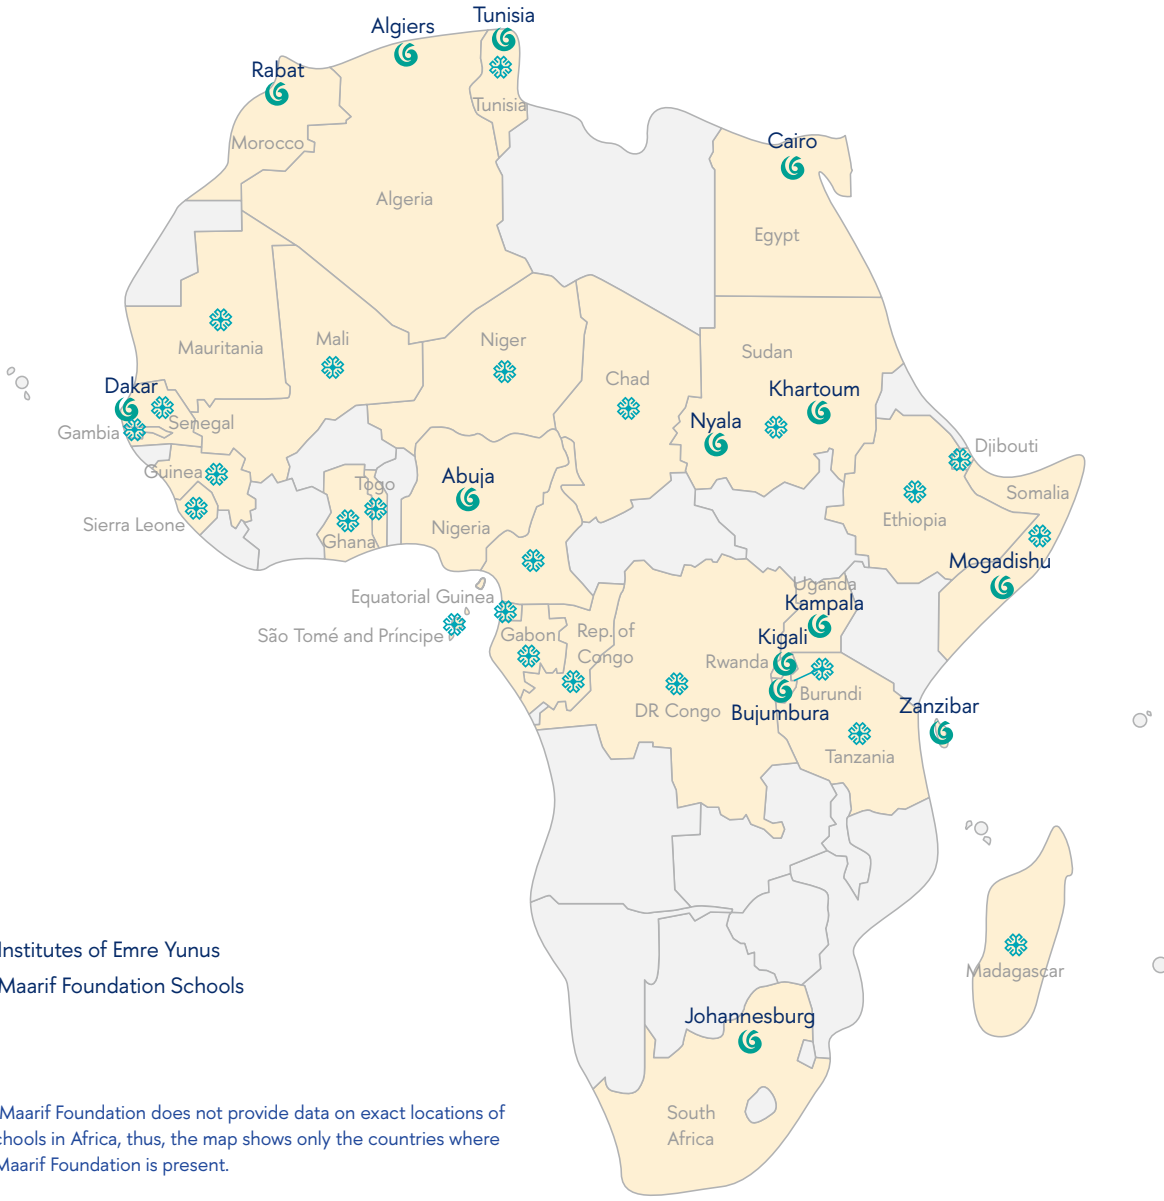 Tunisia
Algiers
Rabat
Tunisia
Morocco
Cairo
Algeria
Egypt
Mali
Niger
Mauritania
Sudan
Chad
Dakar
Khartoum
Nyala
Senegal
Gambia
Djibouti
Guinea
Togo
Abuja
Somalia
Sierra Leone
Nigeria
Ethiopia
Ghana
Mogadishu
Uganda
Equatorial Guinea
Kampala
São Tomé and Príncipe
Gabon
Rep. of
Congo
Kigali
Rwanda
Burundi
DR Congo
Bujumbura
Zanzibar
Tanzania
Institutes of Emre Yunus
Madagascar
Maarif Foundation Schools
Johannesburg
South
Africa
Maarif Foundation does not provide data on exact locations of
chools in Africa, thus, the map shows only the countries where
Maarif Foundation is present.